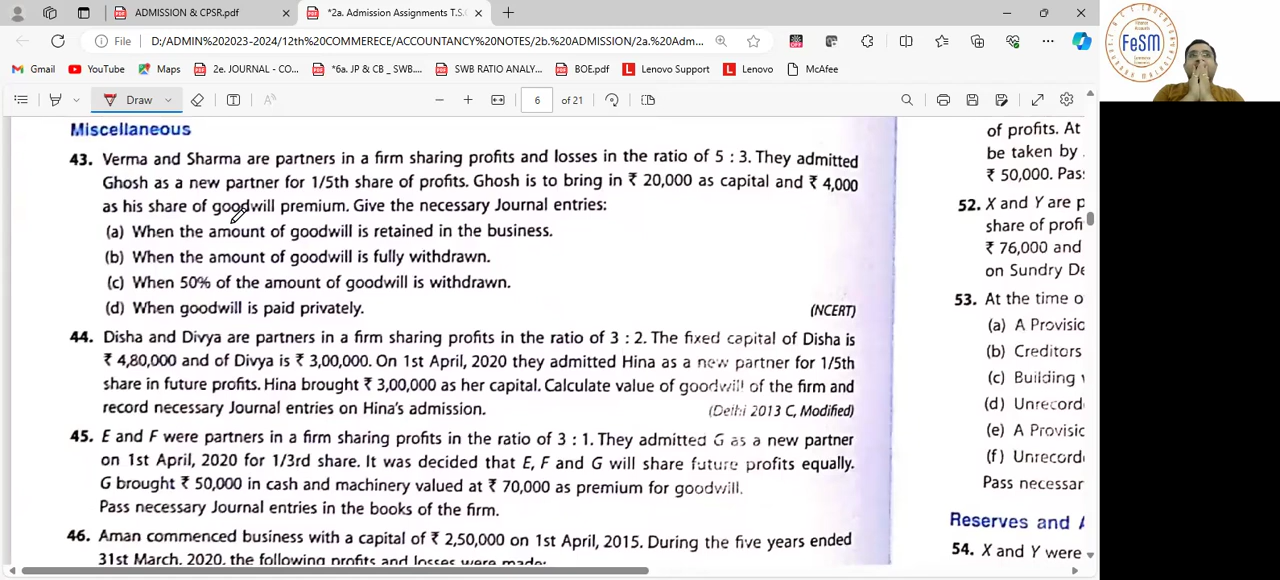 ADMISSION & CPSR.pdf
*2a. Admission Assignments T.S.
File
D:/ADMIN%202023-2024/12th%20COMMERECE/ACCOUNTANCY%20NOTES/2b.%20ADMISSION/2a.%20Adm...
Gmail
YouTube
Maps
2e. JOURNAL - CO...
*6a. JP & CB _ SWB....
SWB RATIO ANALY...
BOE.pdf
Lenovo Support
Lenovo
McAfee
Draw
6 of 21
FeSM
Miscellaneous
43. Verma and Sharma are partners in a firm sharing profits and losses in the ratio of 5 : 3. They admitted
Ghosh as a new partner for 1/5th share of profits. Ghosh is to bring in ₹ 20,000 as capital and ₹ 4,000
as his share of goodwill premium. Give the necessary Journal entries:
(a) When the amount of goodwill is retained in the business.
(b) When the amount of goodwill is fully withdrawn.
(c) When 50% of the amount of goodwill is withdrawn.
(d) When goodwill is paid privately. (NCERT)
44. Disha and Divya are partners in a firm sharing profits in the ratio of 3 : 2. The fixed capital of Disha is
₹ 4,80,000 and of Divya is ₹ 3,00,000. On 1st April, 2020 they admitted Hina as a new partner for 1/5th
share in future profits. Hina brought ₹ 3,00,000 as her capital. Calculate value of goodwill of the firm and
record necessary Journal entries on Hina's admission. (Delhi 2013 C, Modified)
45. E and F were partners in a firm sharing profits in the ratio of 3 : 1. They admitted G as a new partner
on 1st April, 2020 for 1/3rd share. It was decided that E, F and G will share future profits equally.
G brought ₹ 50,000 in cash and machinery valued at ₹ 70,000 as premium for goodwill.
Pass necessary Journal entries in the books of the firm.
46. Aman commenced business with a capital of ₹ 2,50,000 on 1st April, 2015. During the five years ended
31st March, 2020, the following profits and losses were made:
of profits. At
be taken by
₹ 50,000. Pas
52. X and Y are p
share of profi
₹ 76,000 and
on Sundry De
53. At the time o
(a) A Provisio
(b) Creditors
(c) Building
(d) Unrecord
(e) A Provisio
(f) Unrecord
Pass necessar
Reserves and
54. X and Y were